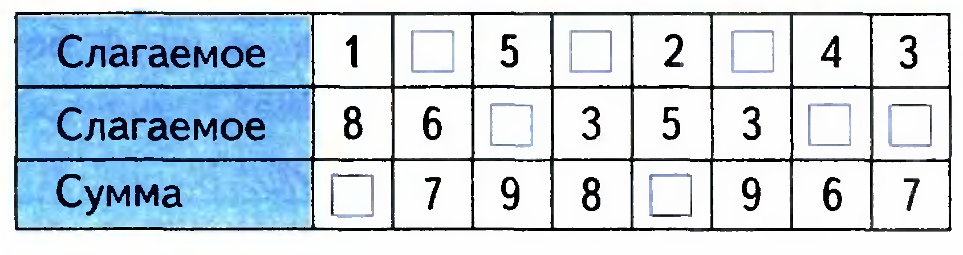 Слагаемое 1 □ 5 □ 2 □ 4 3
Слагаемое 8 6 □ 3 5 3 □ □
Сумма □ 7 9 8 □ 9 6 7